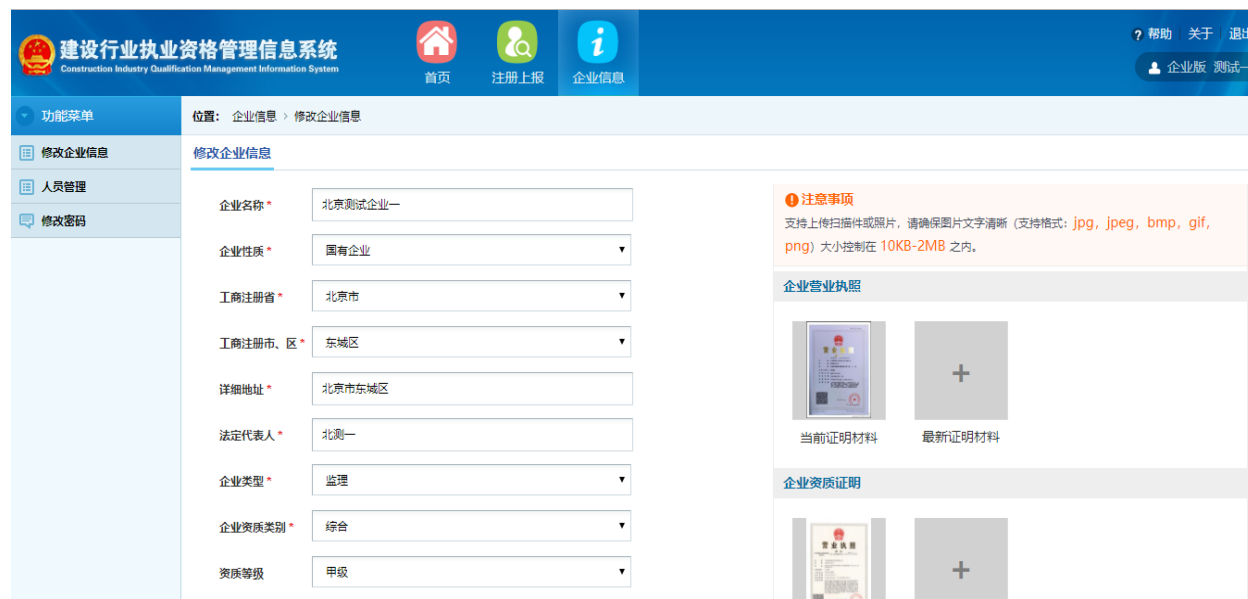 建设行业执业资格管理信息系统
Construction Industry Qualification Management Information System
首页
注册上报
企业信息
? 帮助 关于 退出
企业版 测试一
功能菜单
修改企业信息
人员管理
修改密码
位置： 企业信息 > 修改企业信息
修改企业信息
企业名称 * 北京测试企业一
企业性质 * 国有企业
工商注册省 * 北京市
工商注册市、区 * 东城区
详细地址 * 北京市东城区
法定代表人 * 北测一
企业类型 * 监理
企业资质类别 * 综合
资质等级 甲级
注意事项
支持上传扫描件或照片，请确保图片文字清晰（支持格式：jpg，jpeg，bmp，gif，
png）大小控制在 10KB-2MB 之内。
企业营业执照
当前证明材料
最新证明材料
企业资质证明
营业执照